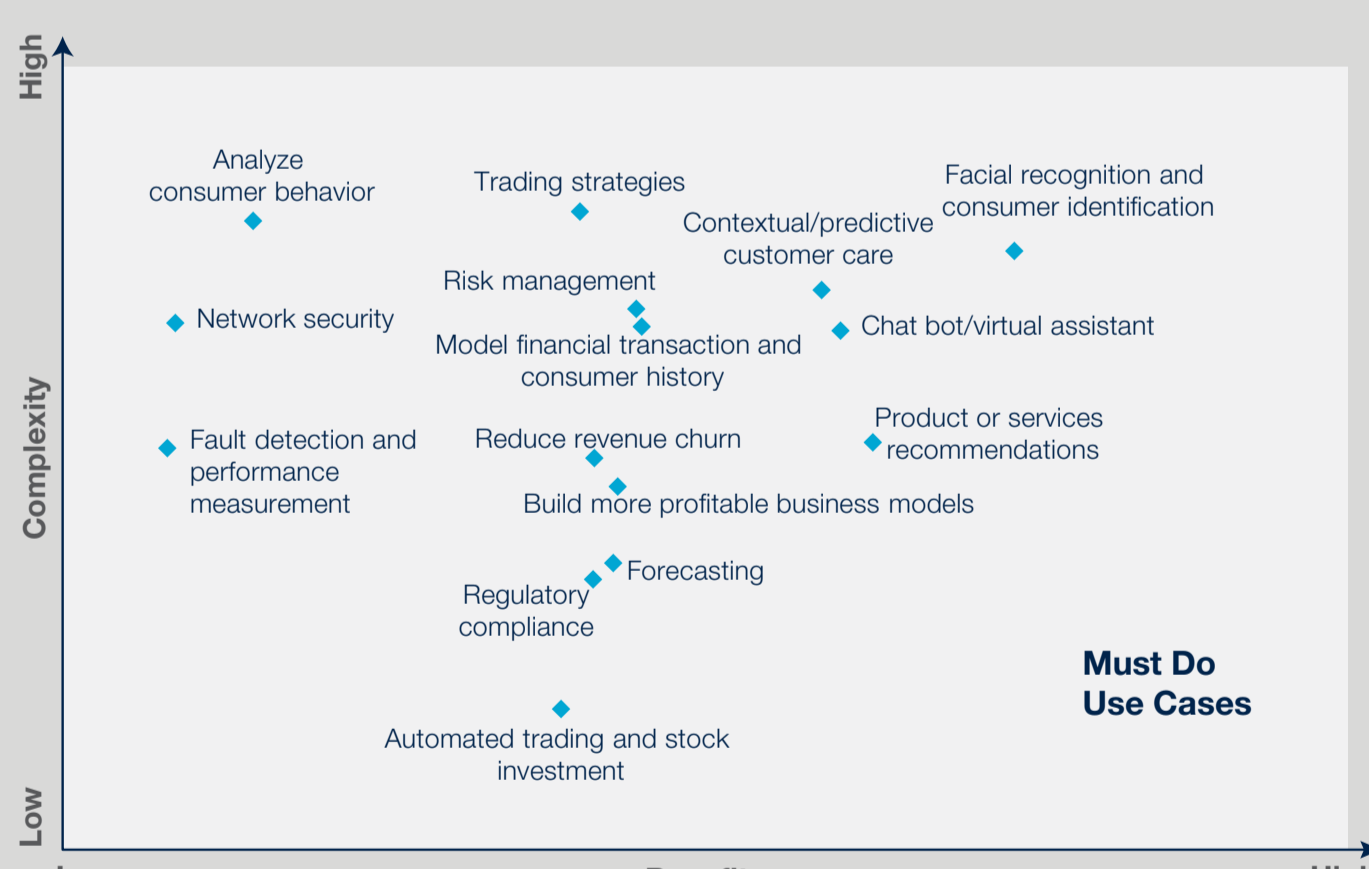 High
Analyze
consumer behavior
Trading strategies
Facial recognition and
consumer identification
Contextual/predictive
customer care
Risk management
Network security
Chat bot/virtual assistant
Model financial transaction and
consumer history
Complexity
Fault detection and
performance
measurement
Reduce revenue churn
Product or services
recommendations
Build more profitable business models
Forecasting
Regulatory
compliance
Must Do
Use Cases
Automated trading and stock
investment
Low